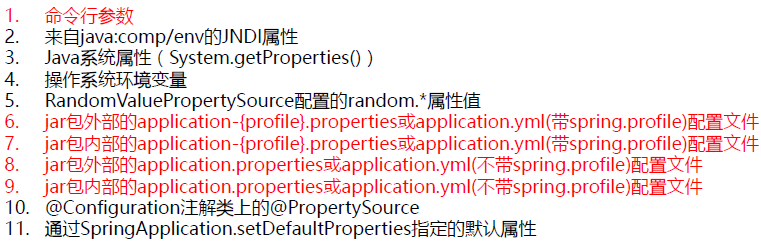 1. 命令行参数
2. 来自java:comp/env的JNDI属性
3. Java系统属性（System.getProperties()）
4. 操作系统环境变量
5. RandomValuePropertySource配置的random.*属性值
6. jar包外部的application-{profile}.properties或application.yml(带spring.profile)配置文件
7. jar包内部的application-{profile}.properties或application.yml(带spring.profile)配置文件
8. jar包外部的application.properties或application.yml(不带spring.profile)配置文件
9. jar包内部的application.properties或application.yml(不带spring.profile)配置文件
10. @Configuration注解类上的@PropertySource
11. 通过SpringApplication.setDefaultProperties指定的默认属性